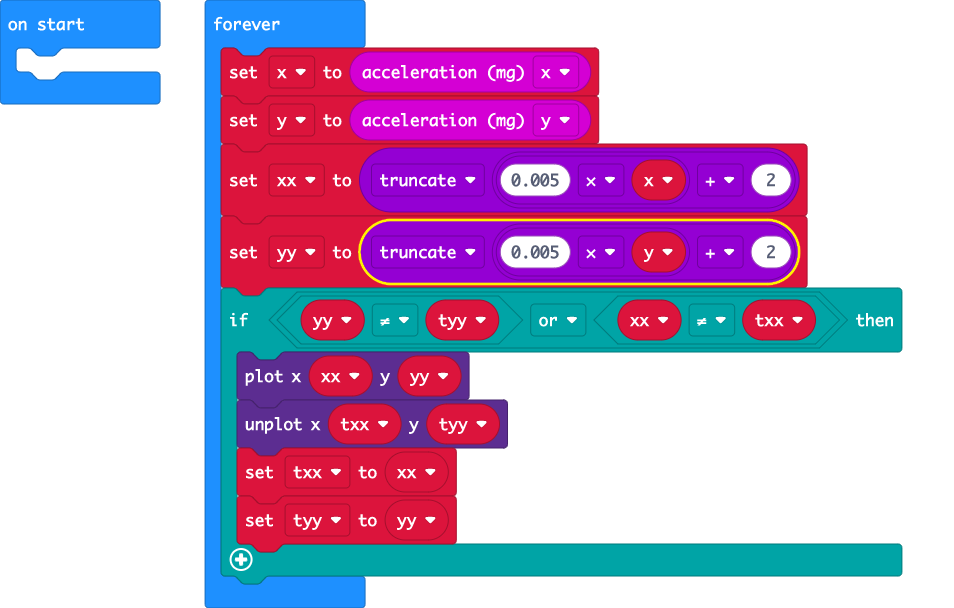 on start
forever
set x to acceleration (mg) x
set y to acceleration (mg) y
set xx to truncate 0.005 x x + 2
set yy to truncate 0.005 x y + 2
if yy ≠ tyy or xx ≠ txx then
plot x xx y yy
unplot x txx y tyy
set txx to xx
set tyy to yy